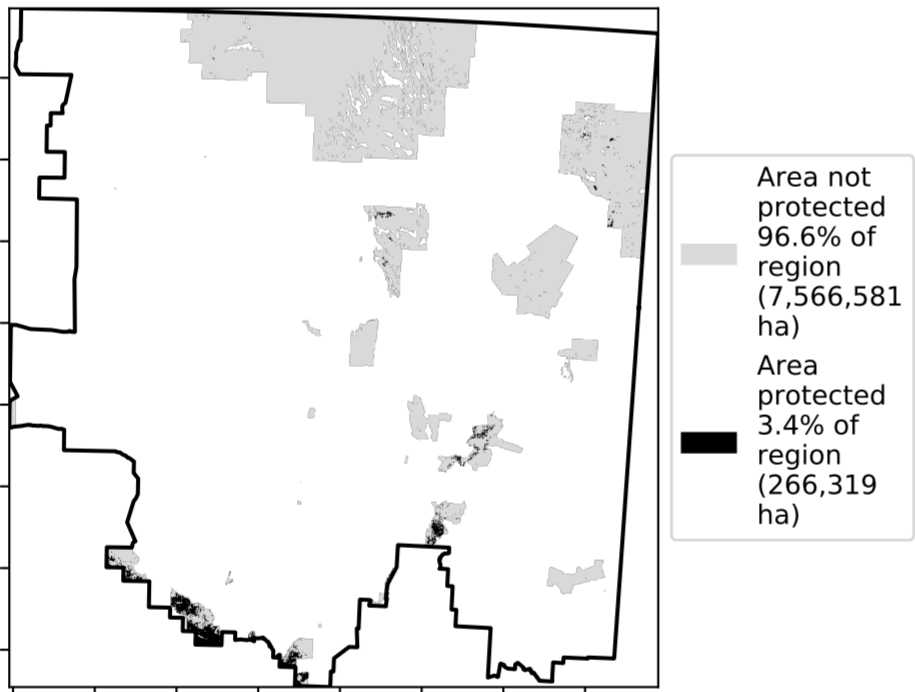 Area not
protected
96.6% of
region
(7,566,581
ha)
Area
protected
3.4% of
region
(266,319
ha)